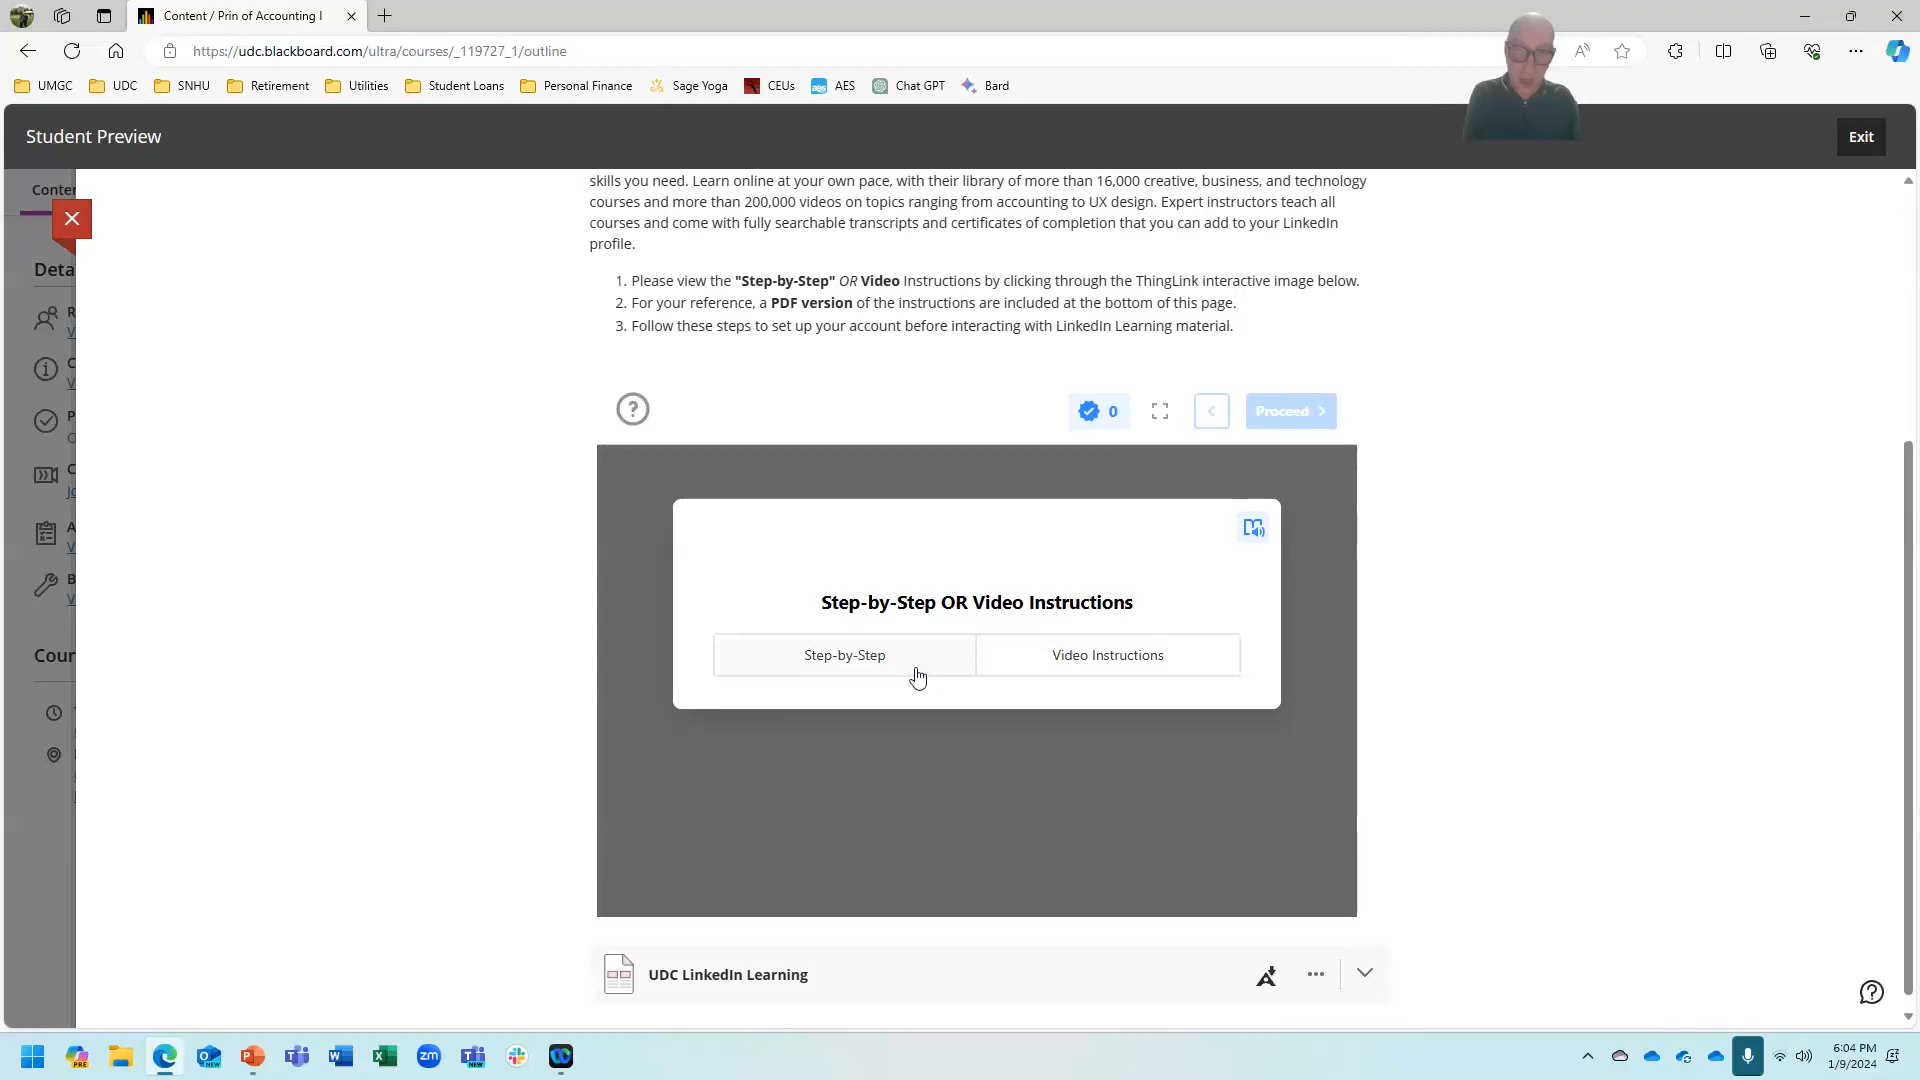 Content / Prin of Accounting I
https://udc.blackboard.com/ultra/courses/_119727_1/outline
UMGC UDC SNHU Retirement Utilities Student Loans Personal Finance Sage Yoga CEUs AES Chat GPT Bard
Student Preview
Exit
Conter
skills you need. Learn online at your own pace, with their library of more than 16,000 creative, business, and technology
courses and more than 200,000 videos on topics ranging from accounting to UX design. Expert instructors teach all
courses and come with fully searchable transcripts and certificates of completion that you can add to your LinkedIn
profile.
Deta
1. Please view the "Step-by-Step" OR Video Instructions by clicking through the ThingLink interactive image below.
2. For your reference, a PDF version of the instructions are included at the bottom of this page.
3. Follow these steps to set up your account before interacting with LinkedIn Learning material.
0
Proceed
Step-by-Step OR Video Instructions
Step-by-Step
Video Instructions
Cour
UDC LinkedIn Learning
6:04 PM
1/9/2024